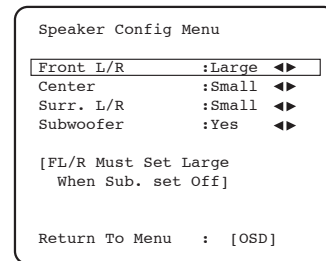 Speaker Config Menu
Front L/R :Large ◄►
Center :Small ◄►
Surr. L/R :Small ◄►
Subwoofer :Yes ◄►
[FL/R Must Set Large
When Sub. set Off]
Return To Menu : [OSD]